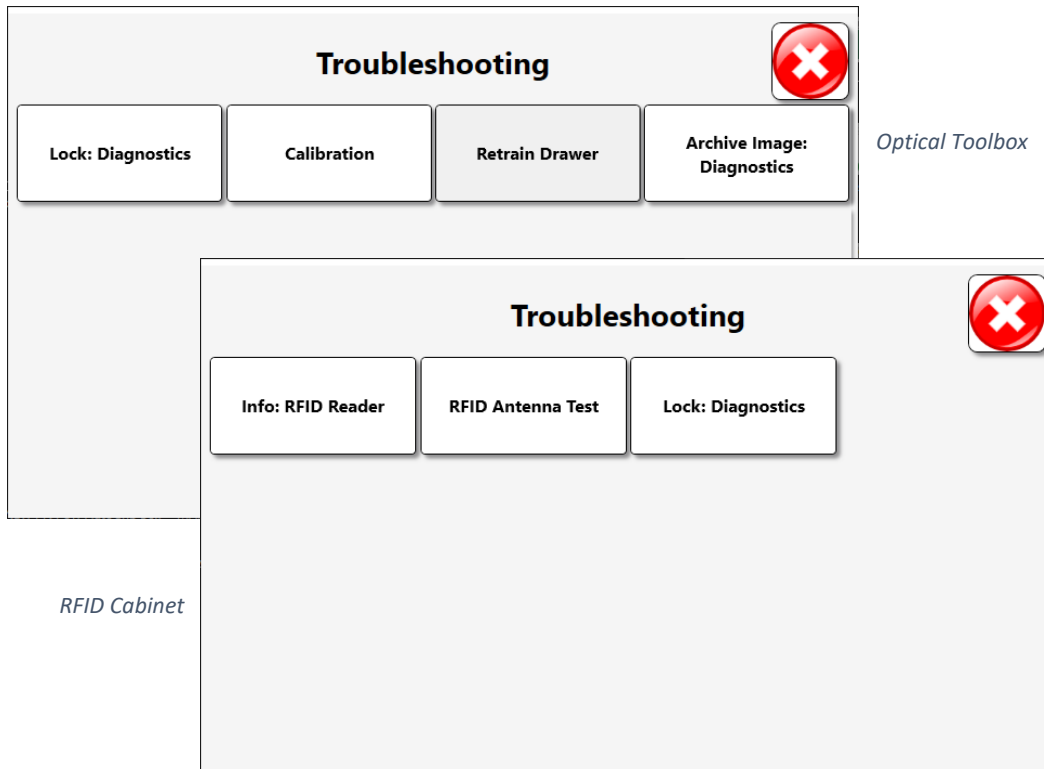 Troubleshooting
Lock: Diagnostics
Calibration
Retrain Drawer
Archive Image:
Diagnostics
Optical Toolbox
Troubleshooting
Info: RFID Reader
RFID Antenna Test
Lock: Diagnostics
RFID Cabinet